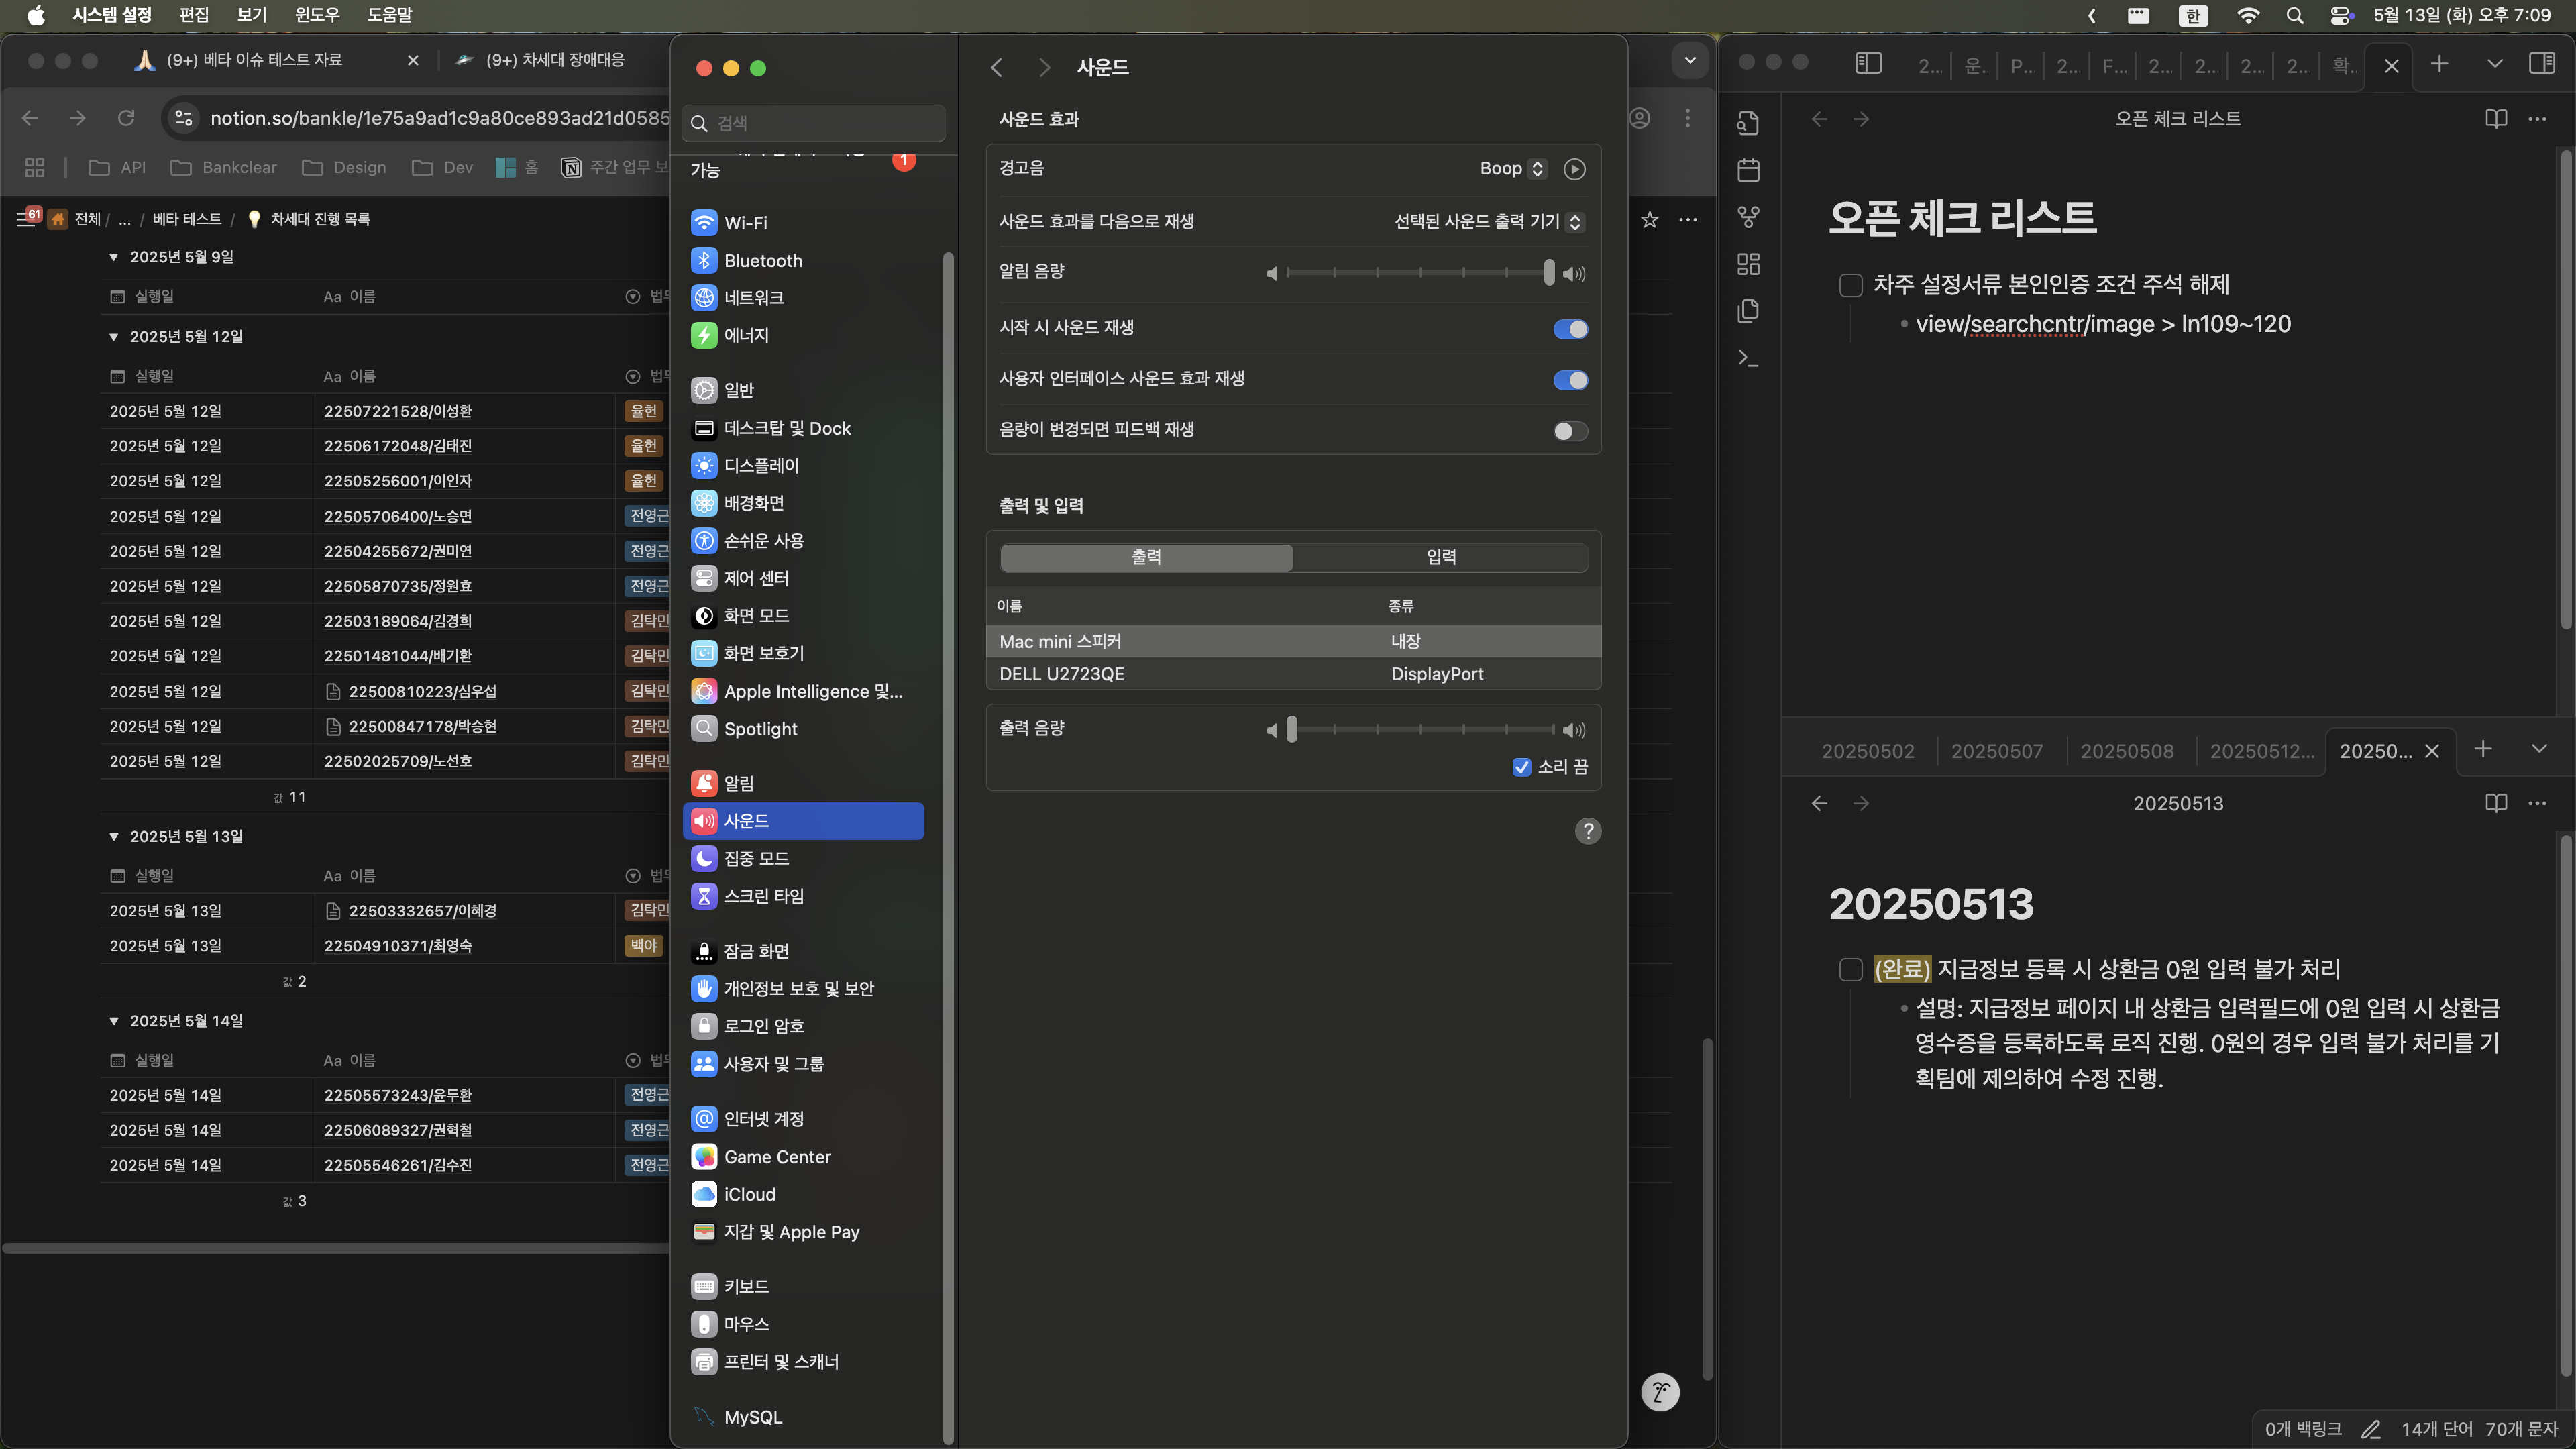 시스템 설정 편집 보기 윈도우 도움말
한 5월 13일 (화) 오후 7:09
(9+) 베타 이슈 테스트 자료
(9+) 차세대 장애대응
notion.so/bankle/1e75a9ad1c9a80ce893ad21d0585
API Bankclear Design Dev 홈 주간 업무 보
61 전체 / ... / 베타 테스트 / 차세대 진행 목록
2025년 5월 9일
실행일 Aa 이름
2025년 5월 12일
실행일 Aa 이름
2025년 5월 12일 22507221528/이성환 율헌
2025년 5월 12일 22506172048/김태진 율헌
2025년 5월 12일 22505256001/이인자 율헌
2025년 5월 12일 22505706400/노승면 전영근
2025년 5월 12일 22504255672/권미연 전영근
2025년 5월 12일 22505870735/정원효 전영근
2025년 5월 12일 22503189064/김경희 김탁민
2025년 5월 12일 22501481044/배기환 김탁민
2025년 5월 12일 22500810223/심우섭 김탁민
2025년 5월 12일 22500847178/박승현 김탁민
2025년 5월 12일 22502025709/노선호 김탁민
값 11
2025년 5월 13일
실행일 Aa 이름
2025년 5월 13일 22503332657/이혜경 김탁민
2025년 5월 13일 22504910371/최영숙 백야
값 2
2025년 5월 14일
실행일 Aa 이름
2025년 5월 14일 22505573243/윤두환 전영근
2025년 5월 14일 22506089327/권혁철 전영근
2025년 5월 14일 22505546261/김수진 전영근
값 3
검색
가능 1
Wi-Fi
Bluetooth
네트워크
에너지
일반
데스크탑 및 Dock
디스플레이
배경화면
손쉬운 사용
제어 센터
화면 모드
화면 보호기
Apple Intelligence 및...
Spotlight
알림
사운드
집중 모드
스크린 타임
잠금 화면
개인정보 보호 및 보안
로그인 암호
사용자 및 그룹
인터넷 계정
Game Center
iCloud
지갑 및 Apple Pay
키보드
마우스
프린터 및 스캐너
MySQL
사운드
사운드 효과
경고음 Boop
사운드 효과를 다음으로 재생 선택된 사운드 출력 기기
알림 음량
시작 시 사운드 재생
사용자 인터페이스 사운드 효과 재생
음량이 변경되면 피드백 재생
출력 및 입력
출력 입력
이름 종류
Mac mini 스피커 내장
DELL U2723QE DisplayPort
출력 음량
소리 끔
?
2... 운. P... 2... F... 2... 2... 2... 2... 확.
오픈 체크 리스트
오픈 체크 리스트
차주 설정서류 본인인증 조건 주석 해제
view/searchcntr/image > ln109~120
20250502 20250507 20250508 20250512... 20250...
20250513
20250513
(완료) 지급정보 등록 시 상환금 0원 입력 불가 처리
설명: 지급정보 페이지 내 상환금 입력필드에 0원 입력 시 상환금
영수증을 등록하도록 로직 진행. 0원의 경우 입력 불가 처리를 기
획팀에 제의하여 수정 진행.
0개 백링크 14개 단어 70개 문자